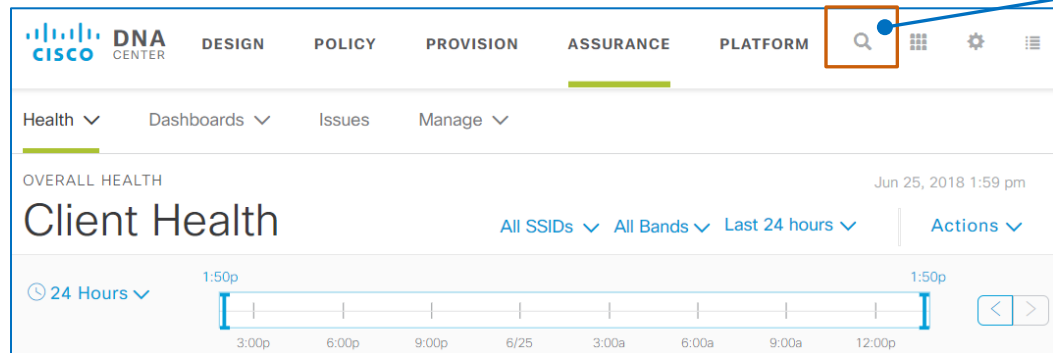 CISCO DNA CENTER DESIGN POLICY PROVISION ASSURANCE PLATFORM
Health Dashboards Issues Manage
OVERALL HEALTH Jun 25, 2018 1:59 pm
Client Health All SSIDs All Bands Last 24 hours Actions
24 Hours 1:50p 1:50p
3:00p 6:00p 9:00p 6/25 3:00a 6:00a 9:00a 12:00p